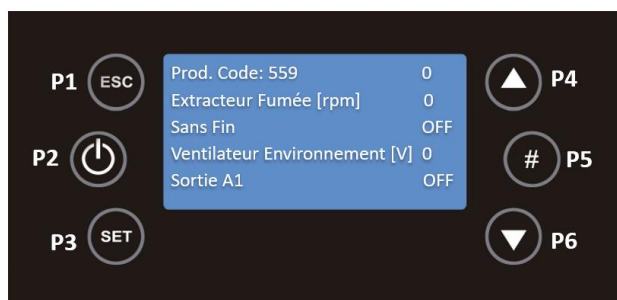 P1 ESC
P2
P3 SET
Prod. Code: 559 0
Extracteur Fumée [rpm] 0
Sans Fin OFF
Ventilateur Environnement [V] 0
Sortie A1 OFF
P4
# P5
P6